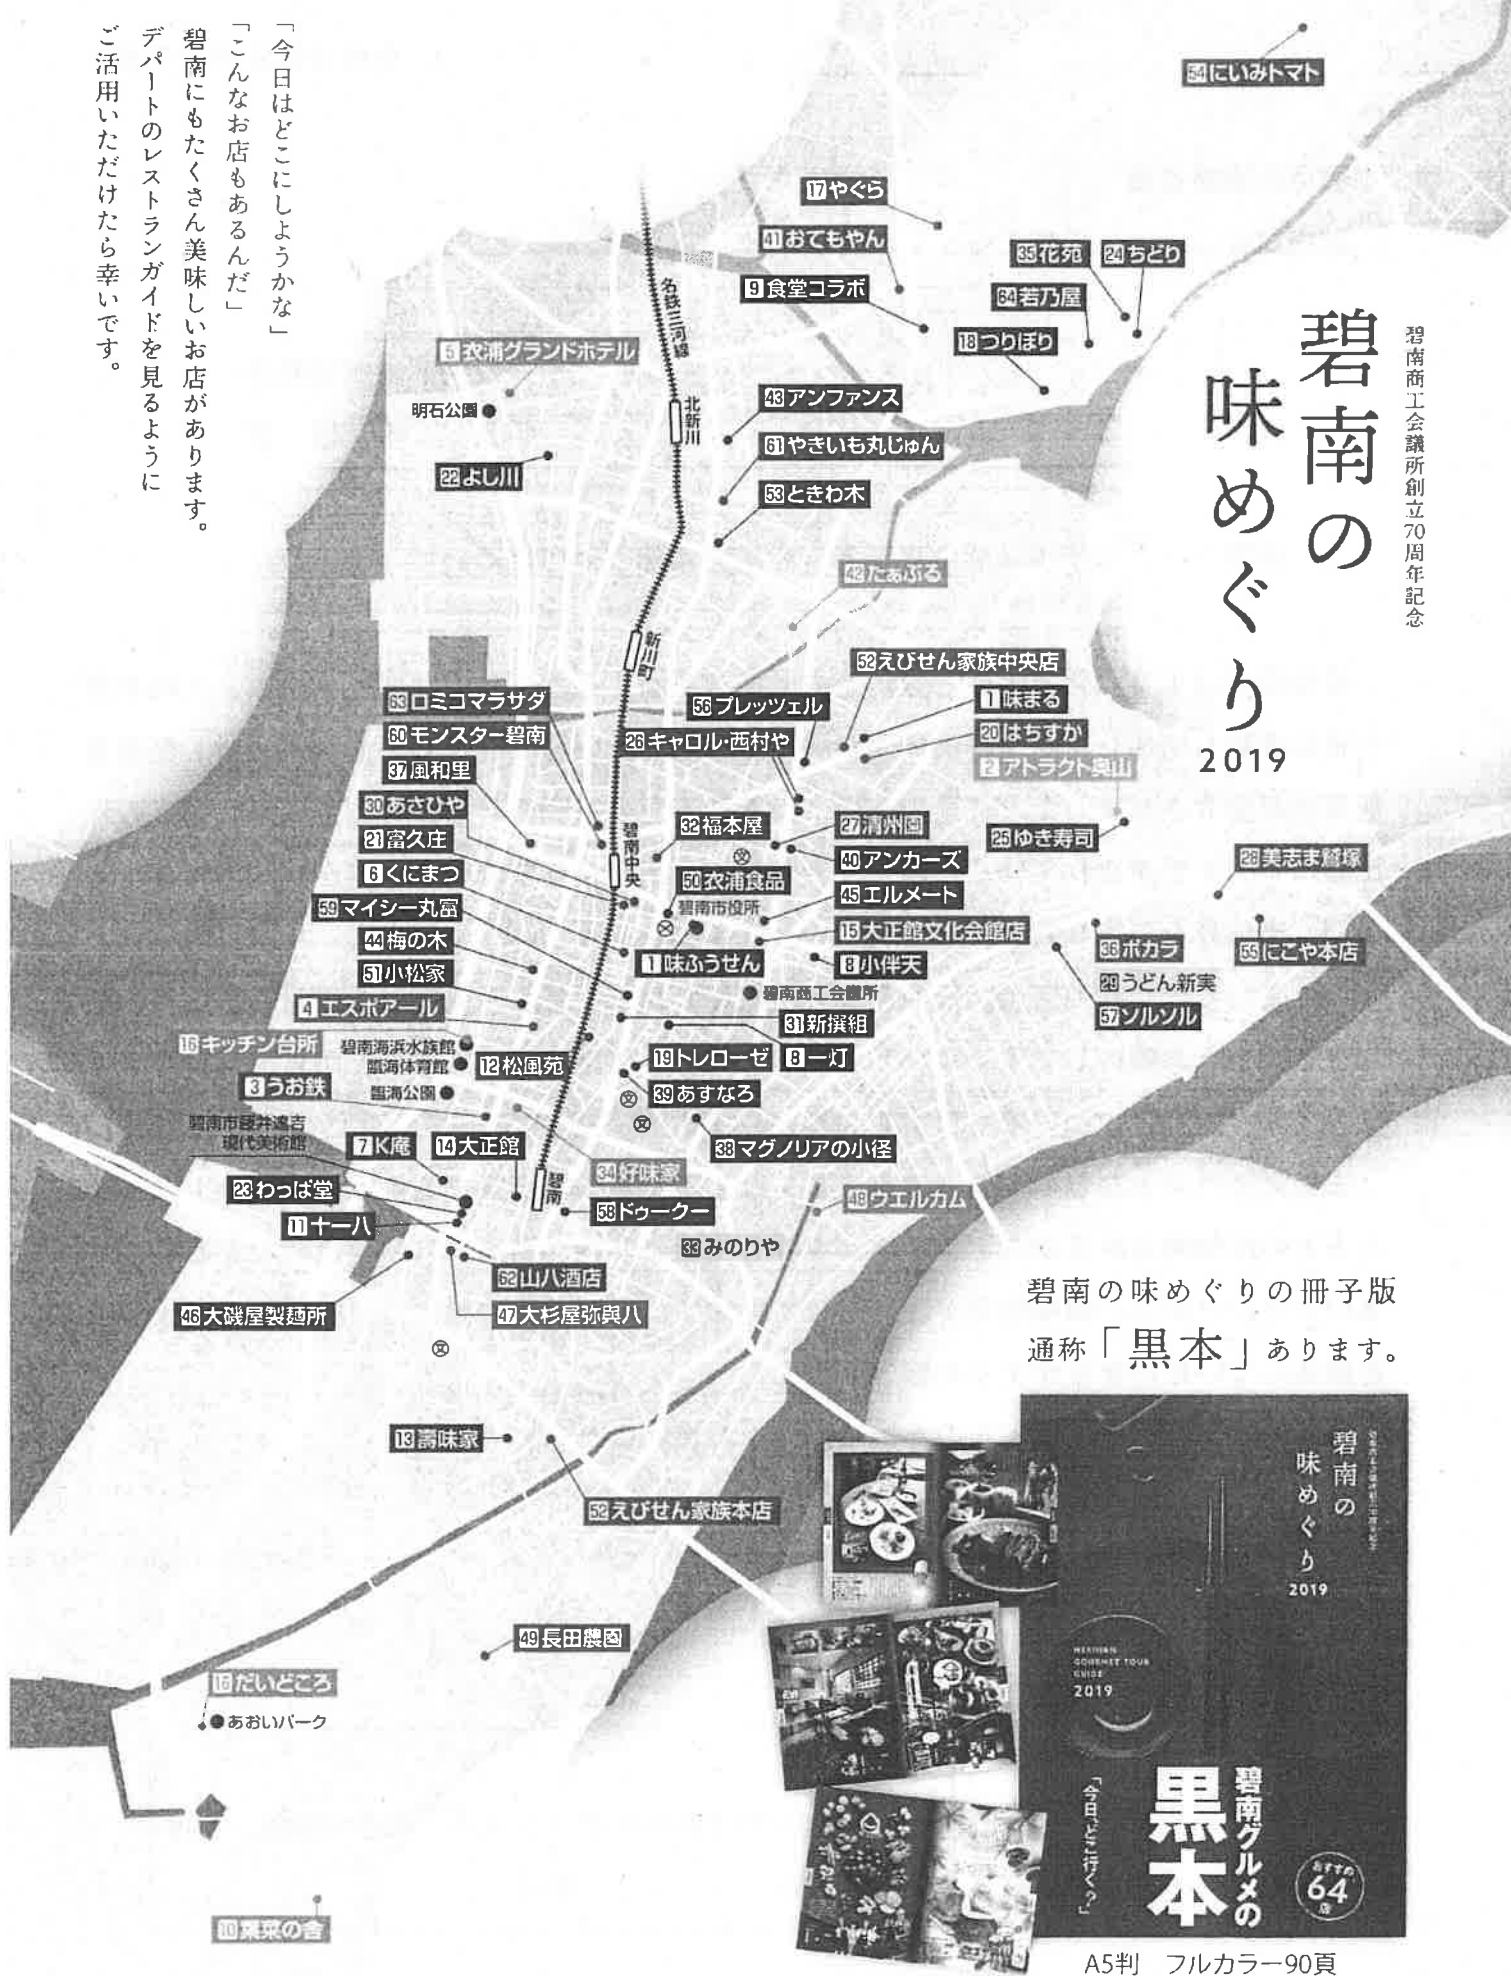 「今日はどこにしようかな」
「こんなお店もあるんだ」
碧南にもたくさん美味しいお店があります。
デパートのレストランガイドを見るように
ご活用いただけたら幸いです。
碧南商工会議所創立70周年記念
碧南の
味めぐり
2019
54にいみトマト
17やぐら
41おてもやん
35花苑
24ちどり
9食堂コラボ
64若乃屋
18つりぼり
名鉄三河線
5衣浦グランドホテル
明石公園
北新川
43アンファンス
61やきいも丸じゅん
22よし川
53ときわ木
42たぁぶる
新川町
52えびせん家族中央店
63ロミコマラサダ
56プレッツェル
1味まる
60モンスター碧南
26キャロル・西村や
20はちすか
37風和里
2アトラクト奥山
30あさひや
21富久庄
碧南中央
32福本屋
27清州園
25ゆき寿司
6くにまつ
40アンカーズ
28美志ま鷲塚
50衣浦食品
59マイシー丸冨
碧南市役所
45エルメート
44梅の木
15大正館文化会館店
36ポカラ
55にこや本店
51小松家
1味ふうせん
8小伴天
29うどん新実
4エスポアール
碧南商工会議所
57ソルソル
31新撰組
16キッチン台所
碧南海浜水族館
臨海体育館
12松風苑
19トレローゼ
8一灯
3うお鉄
臨海公園
39あすなろ
碧南市藤井達吉
現代美術館
7K庵
14大正館
38マグノリアの小径
34好味家
23わっぱ堂
碧南
58ドゥークー
48ウエルカム
11十一八
33みのりや
62山八酒店
46大磯屋製麺所
47大杉屋弥與八
13壽味家
52えびせん家族本店
49長田農園
16だいどころ
あおいパーク
10葉菜の舎
碧南の味めぐりの冊子版
通称「黒本」あります。
碧南の
味めぐり
2019
HEKINAN
GOURMET TOUR
GUIDE
2019
碧南グルメの
黒本
「今日、どこ行く？」
おすすめ
64
店
A5判　フルカラー90頁